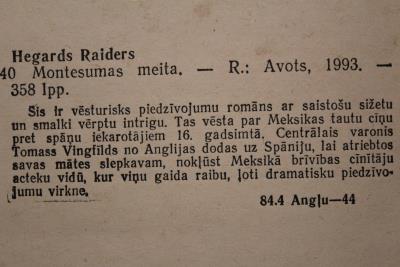 Hegards Raiders
40 Montesumas meita. — R.: Avots, 1993. —
358 lpp.
Šis ir vēsturisks piedzīvojumu romāns ar saistošu sižetu
un smalki vērptu intrigu. Tas vēsta par Meksikas tautu cīņu
pret spāņu iekarotājiem 16. gadsimtā. Centrālais varonis
Tomass Vingfilds no Anglijas dodas uz Spāniju, lai atriebtos
savas mātes slepkavam, nokļūst Meksikā brīvības cīnītāju
acteku vidū, kur viņu gaida raibu, ļoti dramatisku piedzīvo-
jumu virkne.
84.4 Angļu—44